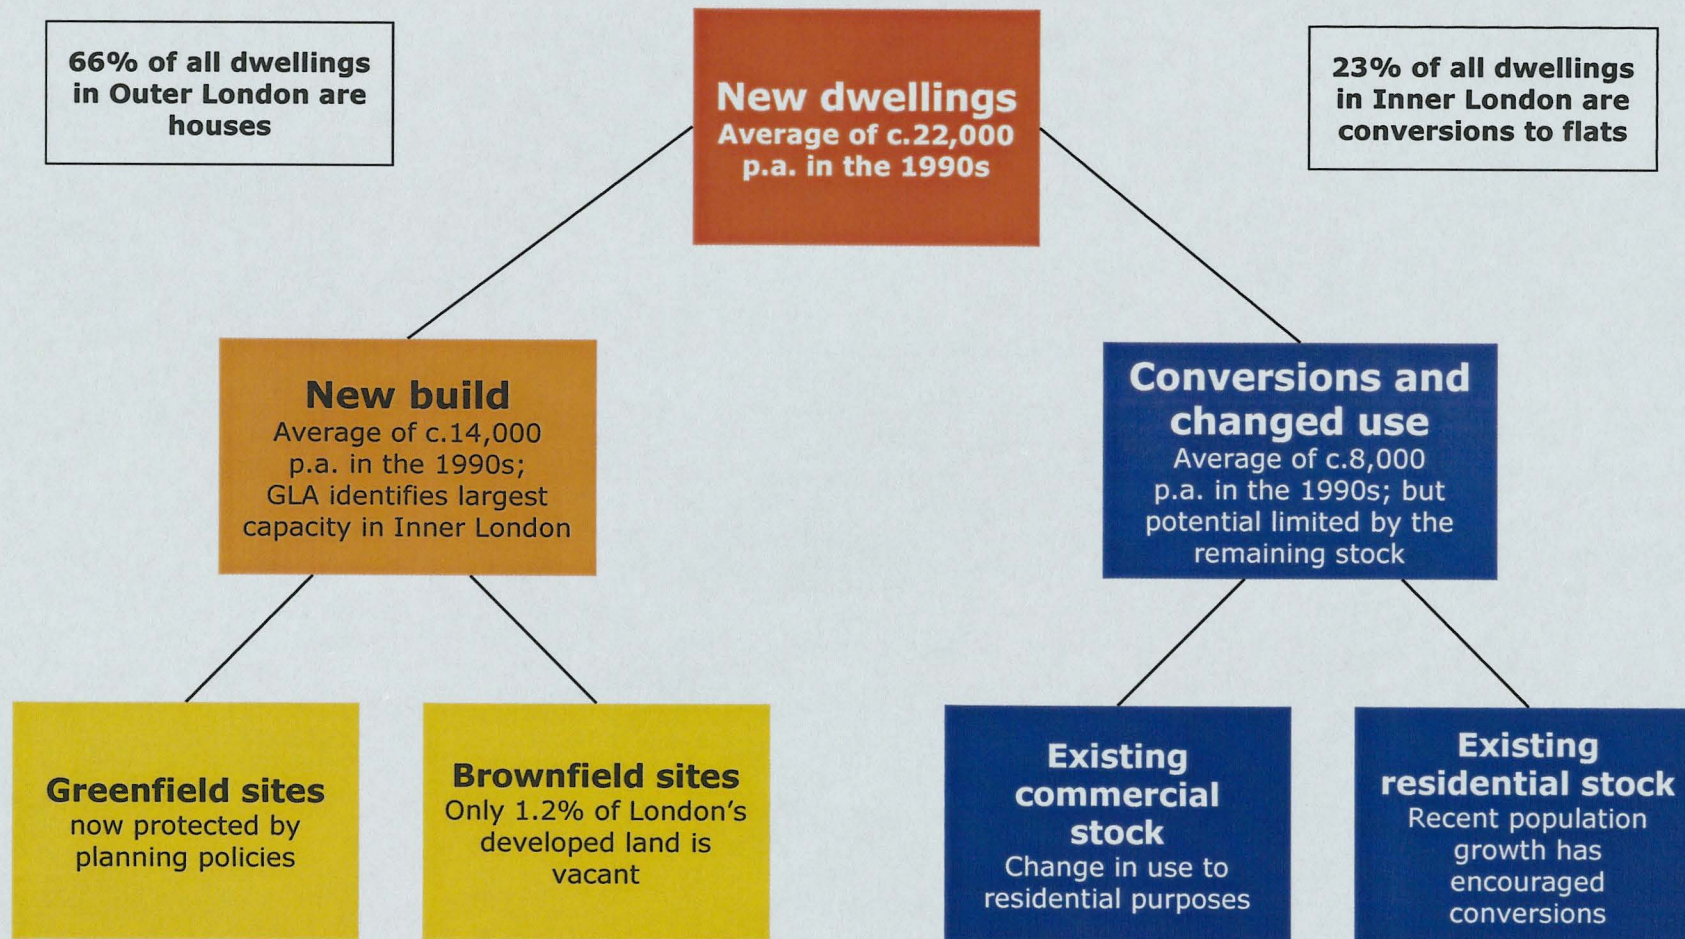 66% of all dwellings
in Outer London are
houses
New dwellings
Average of c.22,000
p.a. in the 1990s
23% of all dwellings
in Inner London are
conversions to flats
New build
Average of c.14,000
p.a. in the 1990s;
GLA identifies largest
capacity in Inner London
Conversions and
changed use
Average of c.8,000
p.a. in the 1990s; but
potential limited by the
remaining stock
Greenfield sites
now protected by
planning policies
Brownfield sites
Only 1.2% of London's
developed land is
vacant
Existing
commercial
stock
Change in use to
residential purposes
Existing
residential stock
Recent population
growth has
encouraged
conversions